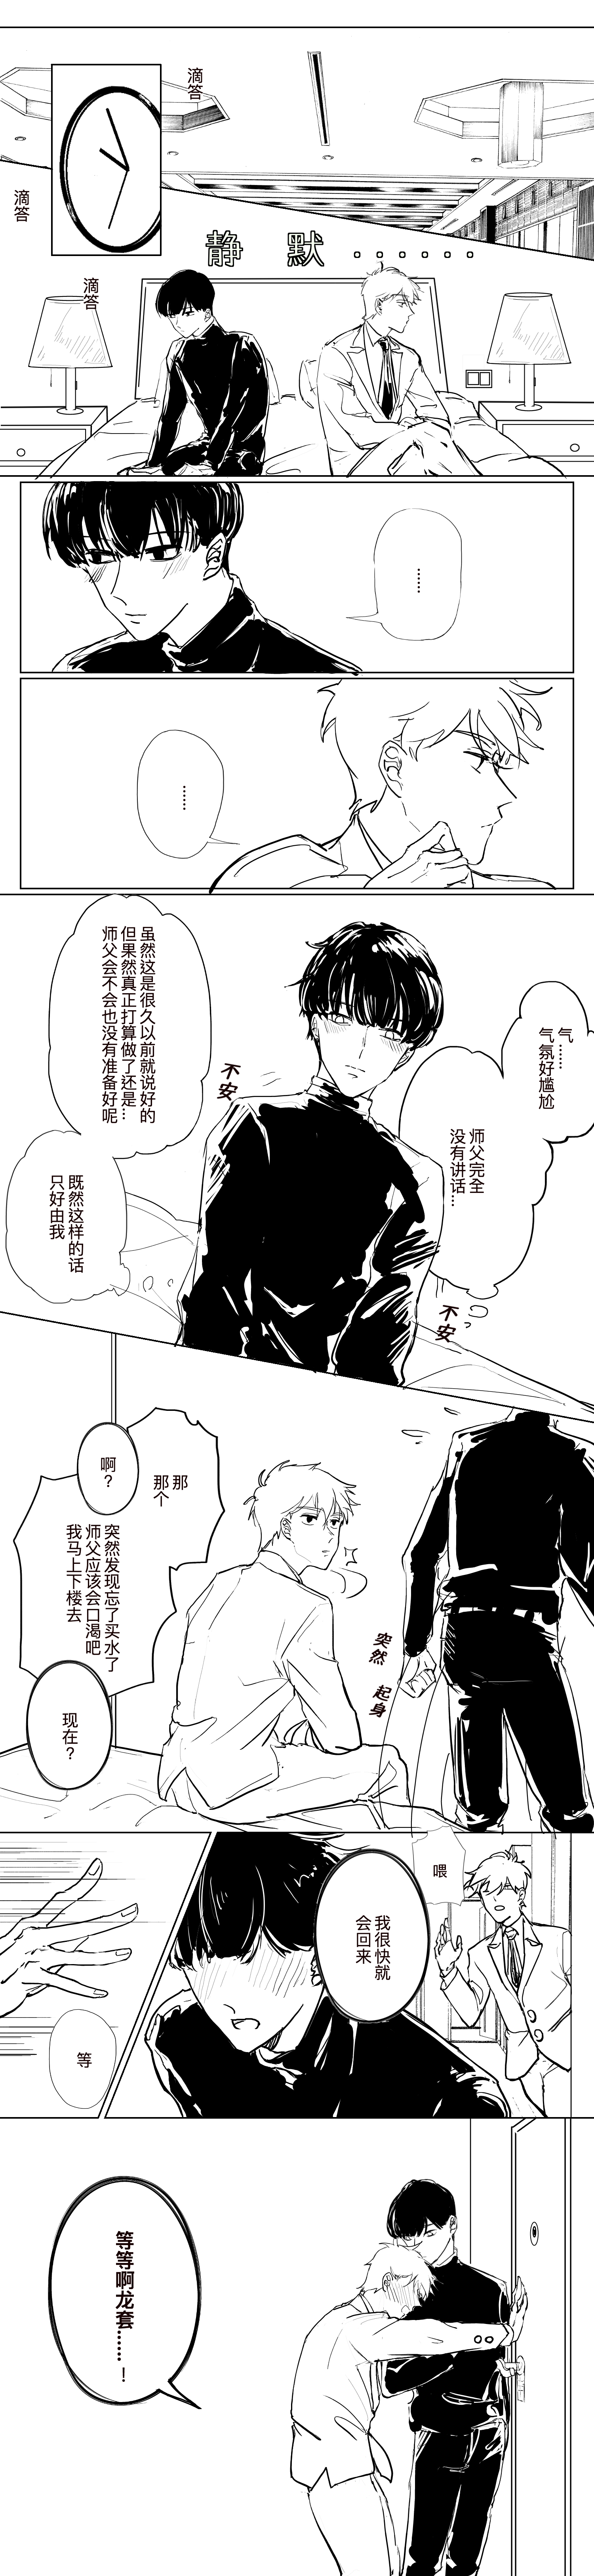 滴答
滴答
静默。。。。。。
滴答
……
……
气……
气氛好尴尬
师父完全
没有讲话…
虽然这是很久以前就说好的
但果然真正打算做了还是…
师父会不会也没有准备好呢
不安
既然这样的话
只好由我
不安
那
那个
啊？
突然发现忘了买水了
师父应该会口渴吧
我马上下楼去
突然 起身
现在？
喂
我很快就
会回来
等
等等啊龙套……！